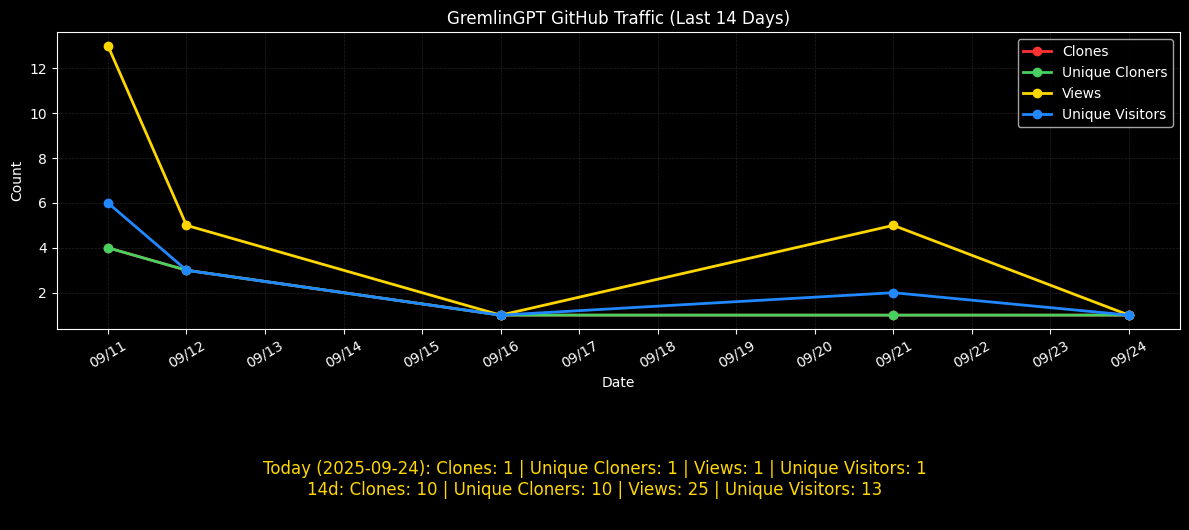 GremlinGPT GitHub Traffic (Last 14 Days)
Clones
Unique Cloners
Views
Unique Visitors
Count
12
10
8
6
4
2
09/11 09/12 09/13 09/14 09/15 09/16 09/17 09/18 09/19 09/20 09/21 09/22 09/23 09/24
Date
Today (2025-09-24): Clones: 1 | Unique Cloners: 1 | Views: 1 | Unique Visitors: 1
14d: Clones: 10 | Unique Cloners: 10 | Views: 25 | Unique Visitors: 13